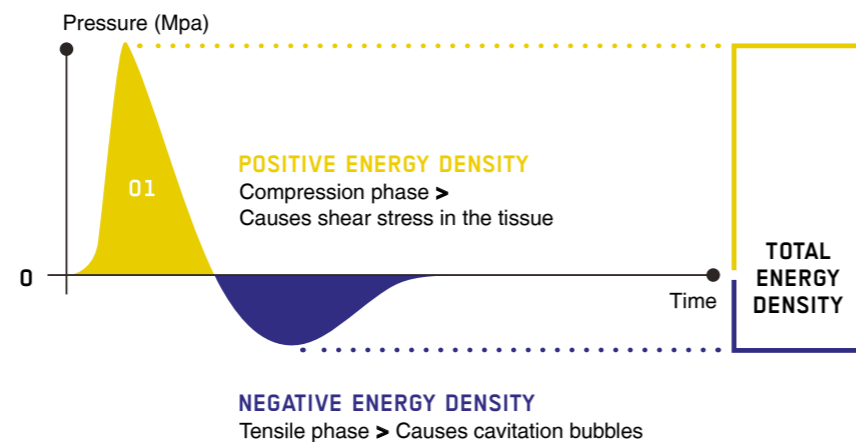 Pressure (Mpa)
POSITIVE ENERGY DENSITY
01
Compression phase >
Causes shear stress in the tissue
0
TOTAL
ENERGY
DENSITY
Time
NEGATIVE ENERGY DENSITY
Tensile phase > Causes cavitation bubbles